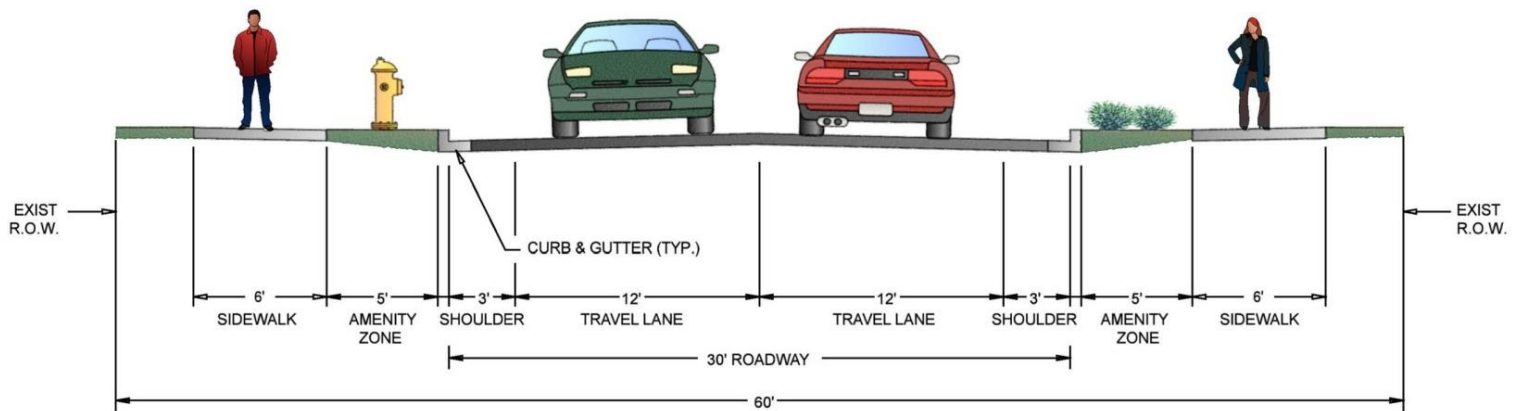 EXIST
R.O.W.
EXIST
R.O.W.
CURB & GUTTER (TYP.)
6' 5' 3' 12' 12' 3' 5' 6'
SIDEWALK AMENITY SHOULDER TRAVEL LANE TRAVEL LANE SHOULDER AMENITY SIDEWALK
ZONE ZONE
30' ROADWAY
60'